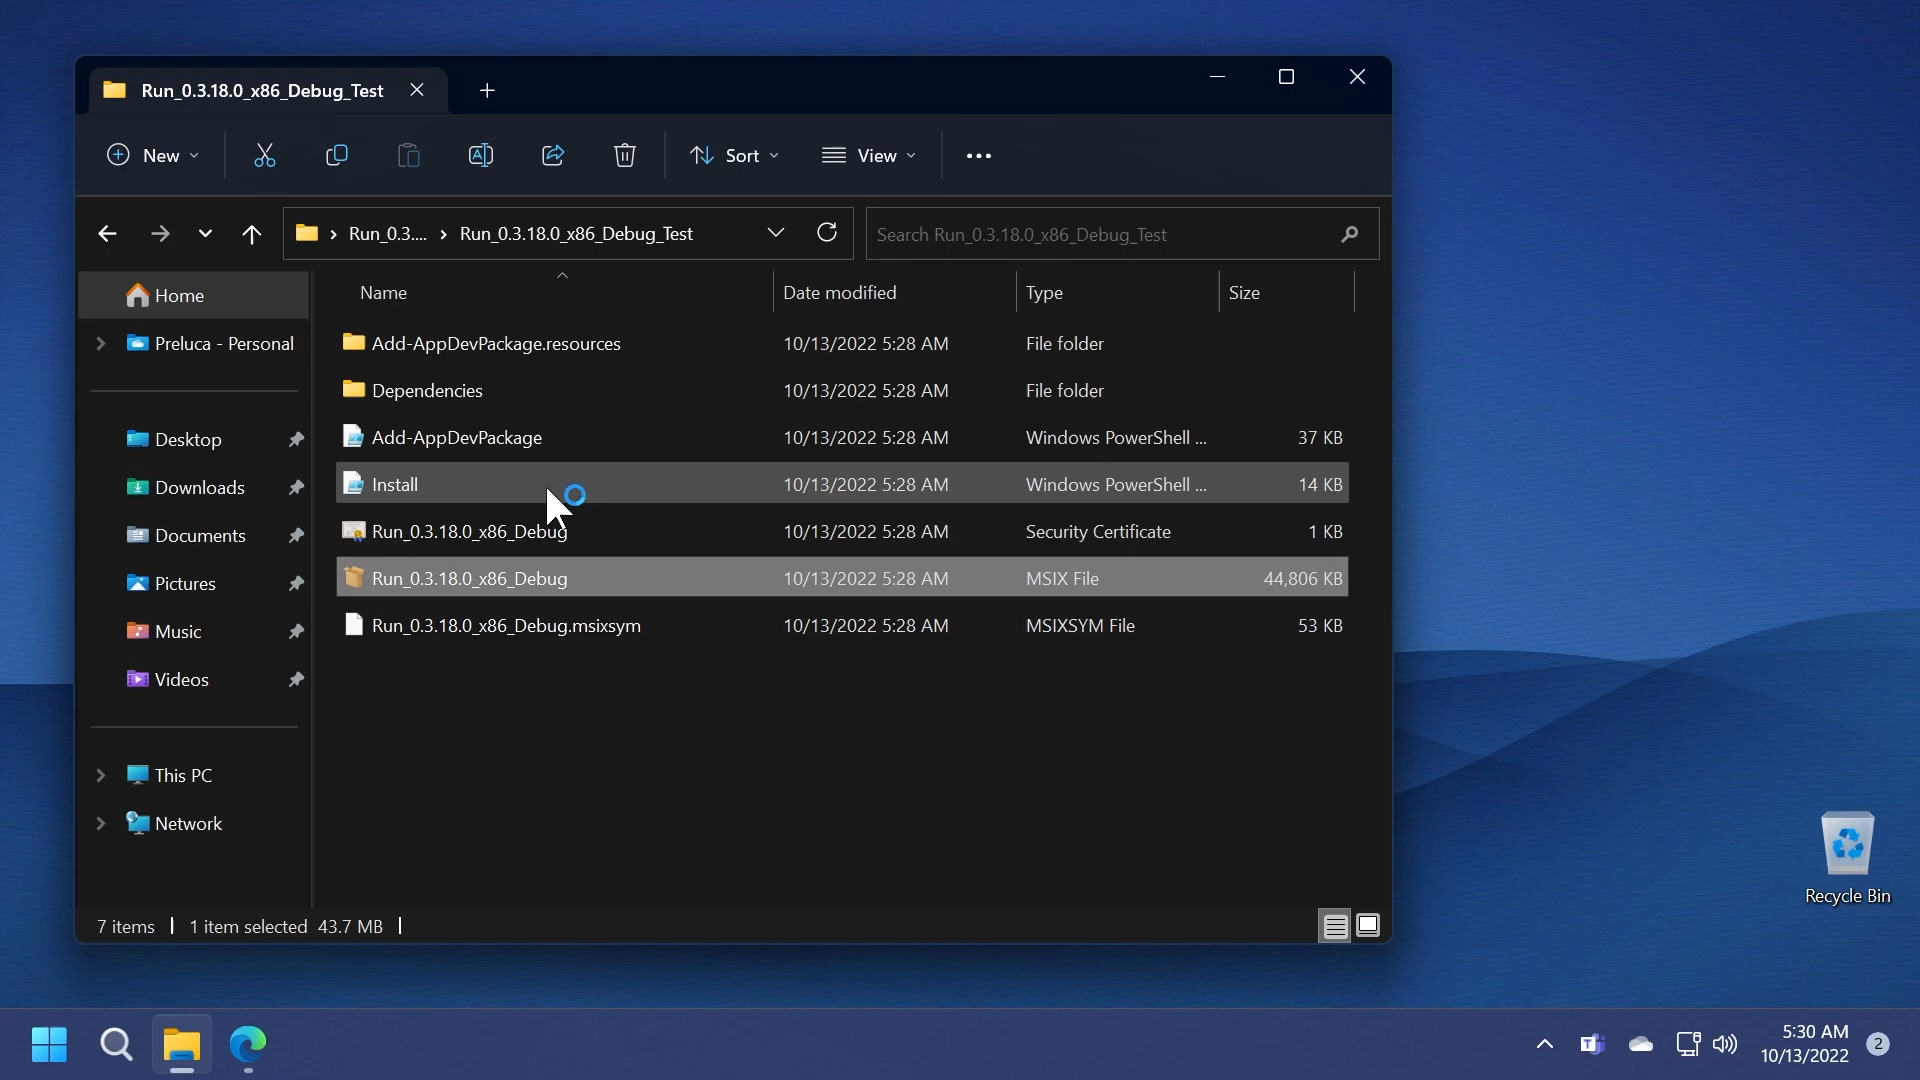 Run_0.3.18.0_x86_Debug_Test
New
Sort
View
Run_0.3.... Run_0.3.18.0_x86_Debug_Test
Search Run_0.3.18.0_x86_Debug_Test
Home
Preluca - Personal
Desktop
Downloads
Documents
Pictures
Music
Videos
This PC
Network
Name Date modified Type Size
Add-AppDevPackage.resources 10/13/2022 5:28 AM File folder
Dependencies 10/13/2022 5:28 AM File folder
Add-AppDevPackage 10/13/2022 5:28 AM Windows PowerShell ... 37 KB
Install 10/13/2022 5:28 AM Windows PowerShell ... 14 KB
Run_0.3.18.0_x86_Debug 10/13/2022 5:28 AM Security Certificate 1 KB
Run_0.3.18.0_x86_Debug 10/13/2022 5:28 AM MSIX File 44,806 KB
Run_0.3.18.0_x86_Debug.msixsym 10/13/2022 5:28 AM MSIXSYM File 53 KB
7 items 1 item selected 43.7 MB
Recycle Bin
5:30 AM
10/13/2022
2